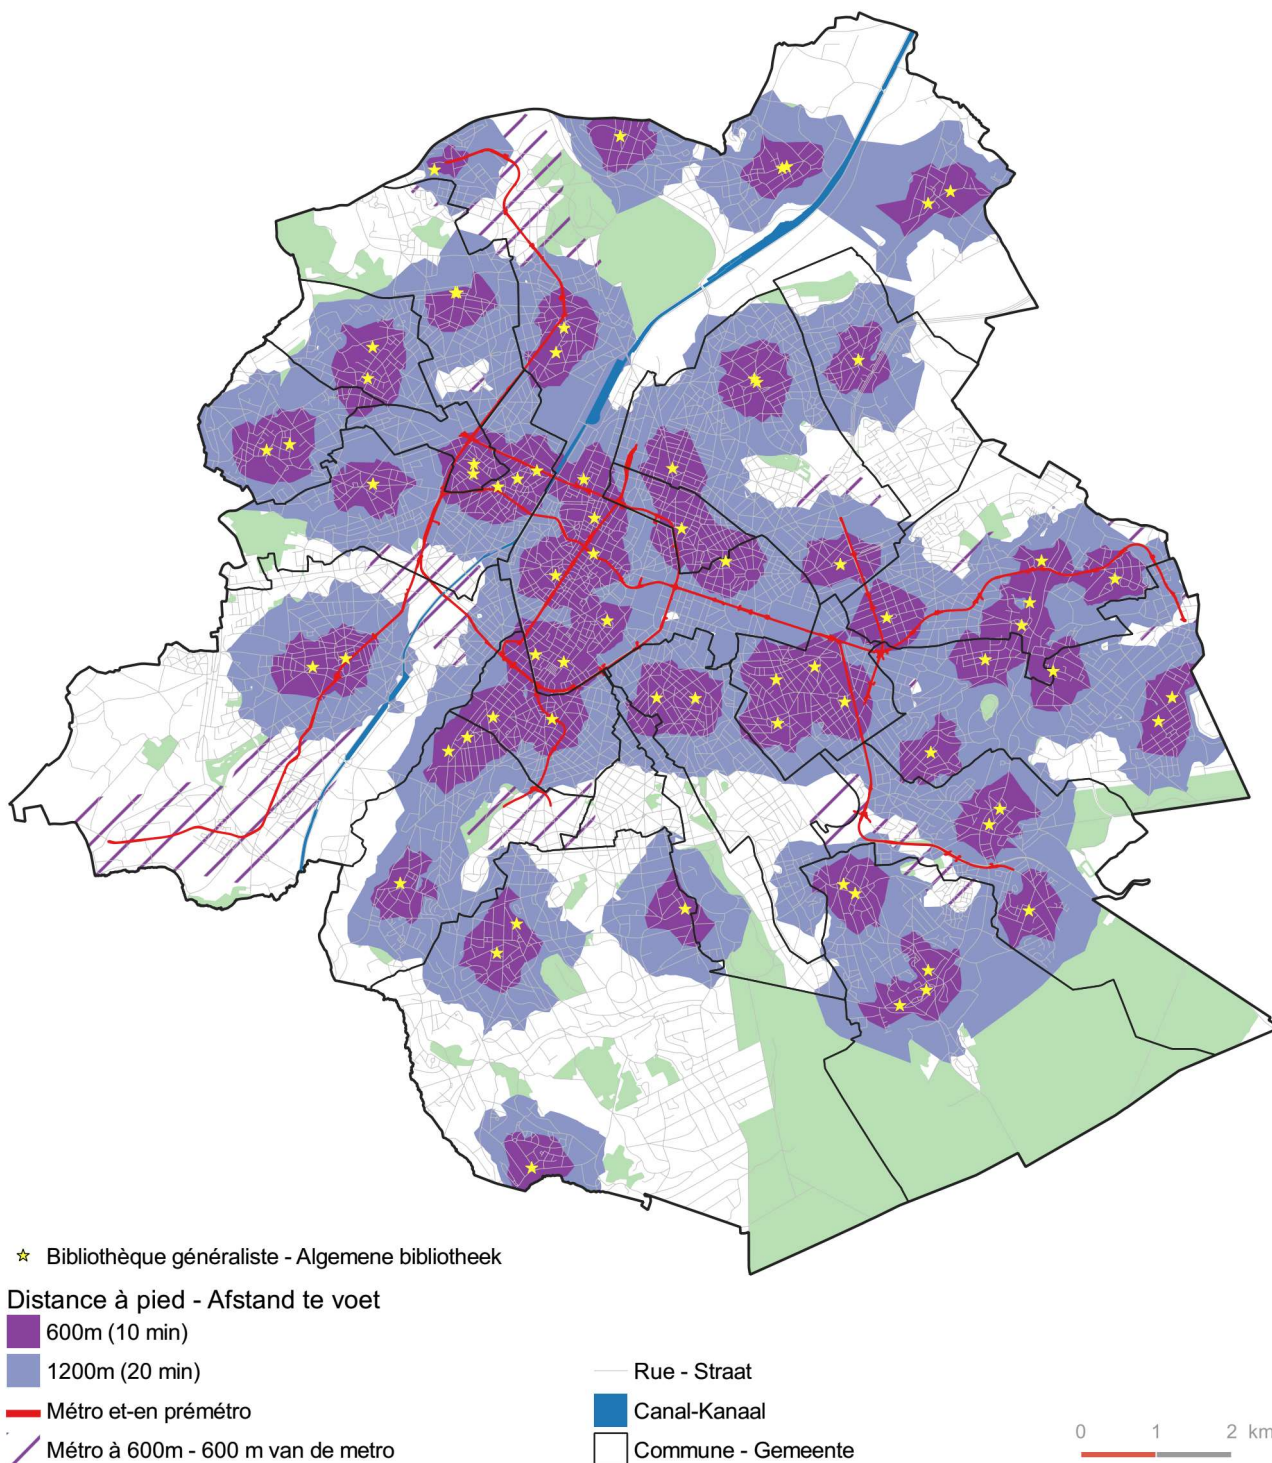 Bibliothèque généraliste - Algemene bibliotheek
Distance à pied - Afstand te voet
600m (10 min)
1200m (20 min)
Métro et-en prémétro
Métro à 600m - 600 m van de metro
Rue - Straat
Canal-Kanaal
Commune - Gemeente
0 1 2 km